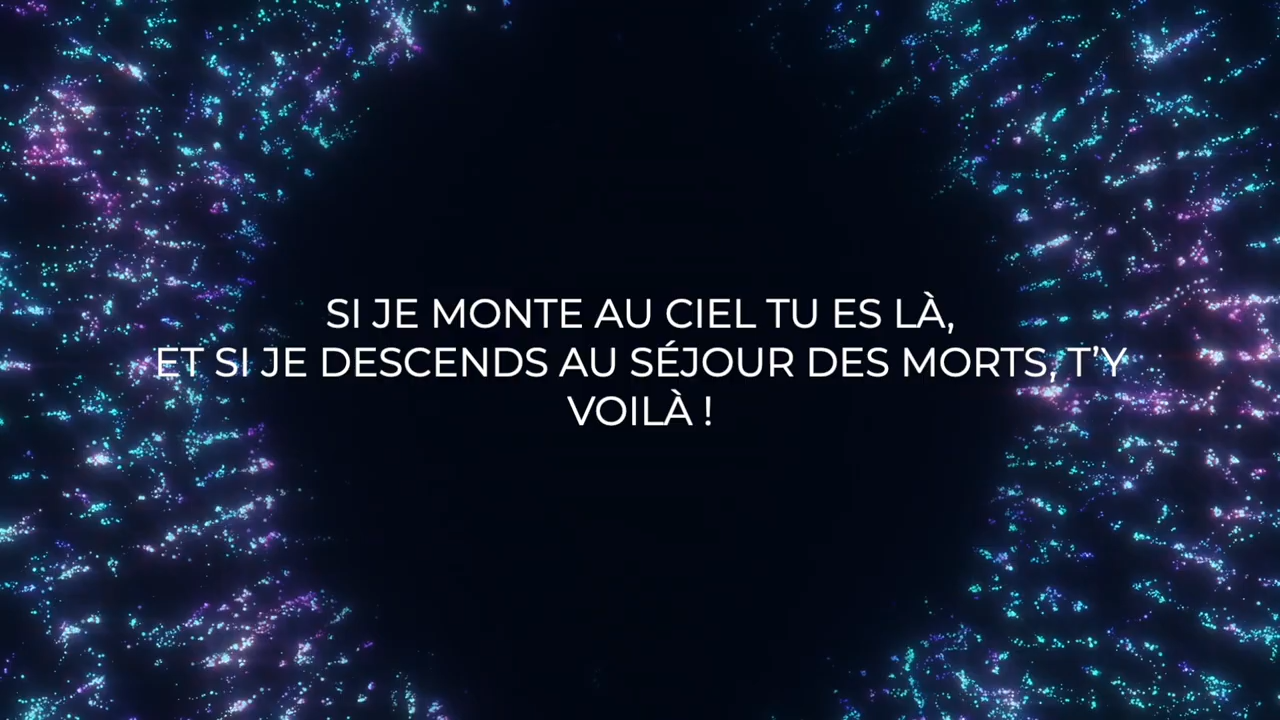 SI JE MONTE AU CIEL TU ES LÀ,
ET SI JE DESCENDS AU SÉJOUR DES MORTS, T’Y
VOILÀ !